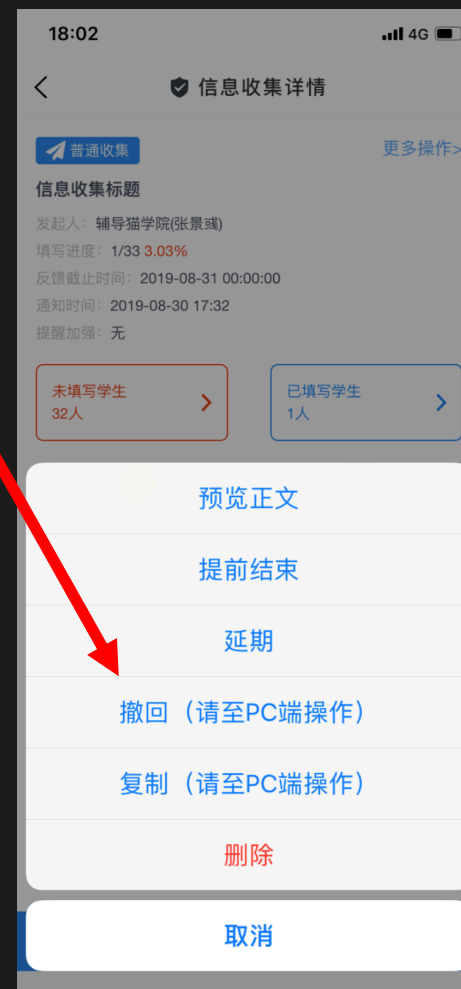 18:02
4G
信息收集详情
普通收集
更多操作>
信息收集标题
发起人：辅导猫学院(张景彧)
填写进度：1/33 3.03%
反馈截止时间：2019-08-31 00:00:00
通知时间：2019-08-30 17:32
提醒加强：无
未填写学生
32人
已填写学生
1人
预览正文
提前结束
延期
撤回（请至PC端操作）
复制（请至PC端操作）
删除
取消